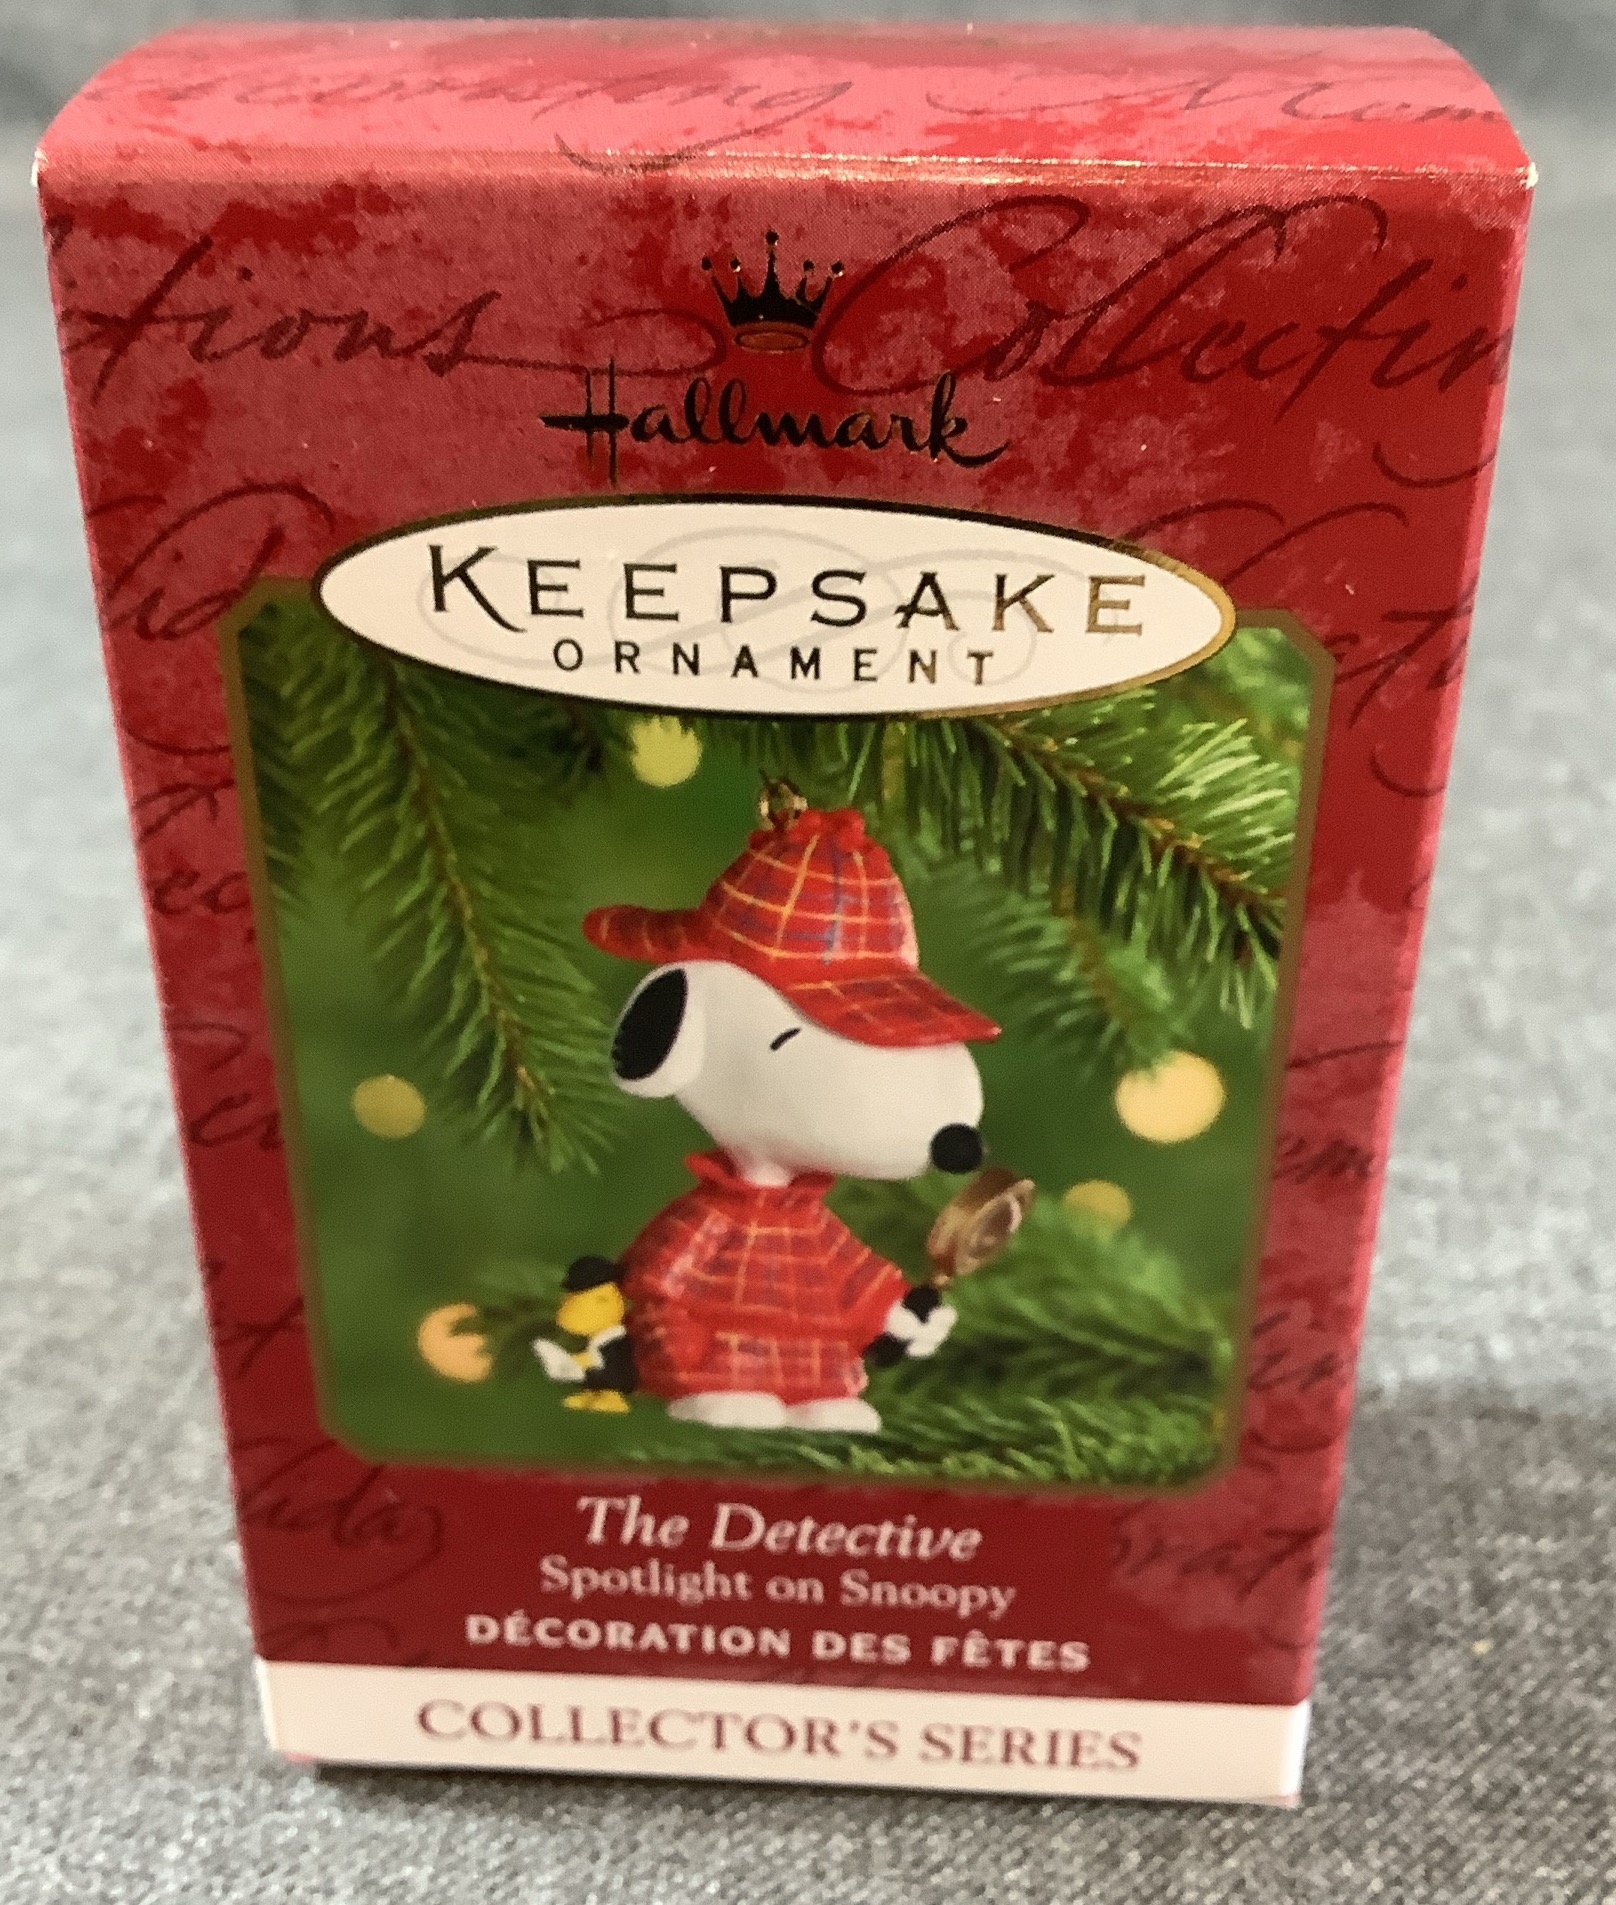 Hallmark
KEEPSAKE
ORNAMENT
The Detective
Spotlight on Snoopy
DÉCORATION DES FÊTES
COLLECTOR'S SERIES